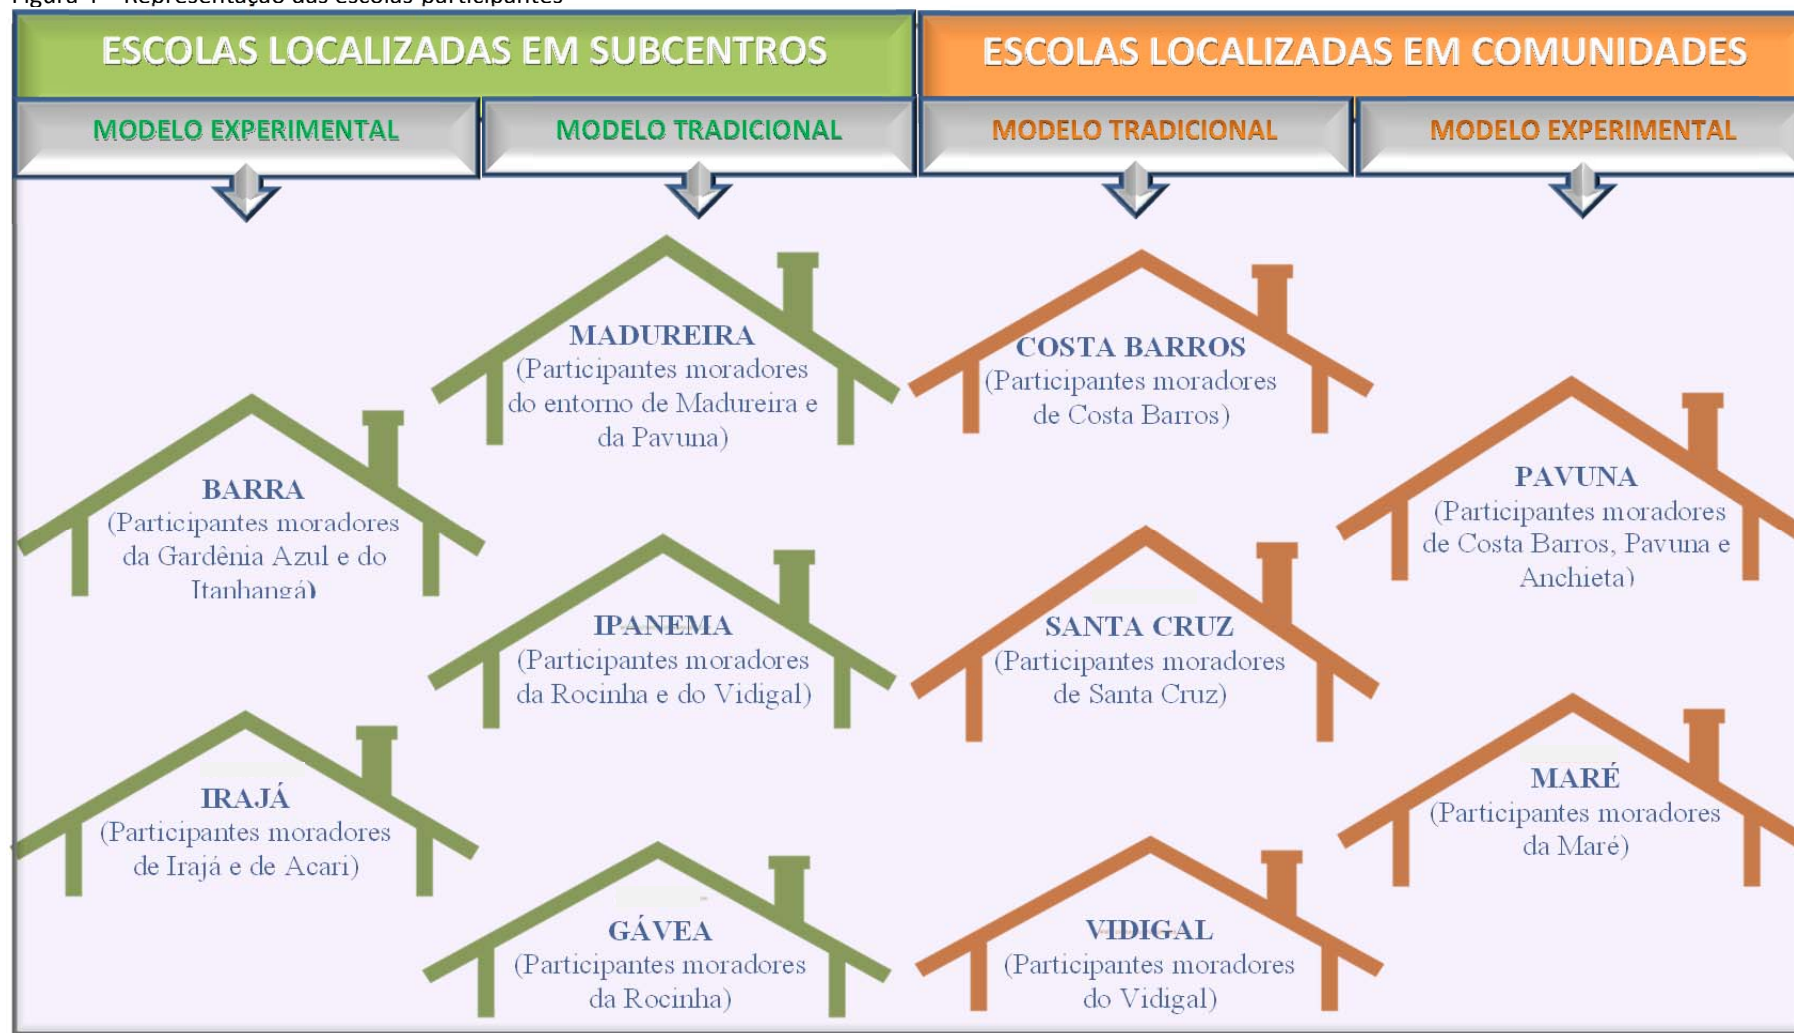 Representação das escolas participantes
ESCOLAS LOCALIZADAS EM SUBCENTROS
ESCOLAS LOCALIZADAS EM COMUNIDADES
MODELO EXPERIMENTAL
MODELO TRADICIONAL
MODELO TRADICIONAL
MODELO EXPERIMENTAL
BARRA
(Participantes moradores
da Gardênia Azul e do
Itanhangá)
IRAJÁ
(Participantes moradores
de Irajá e de Acari)
MADUREIRA
(Participantes moradores
do entorno de Madureira e
da Pavuna)
IPANEMA
(Participantes moradores
da Rocinha e do Vidigal)
GÁVEA
(Participantes moradores
da Rocinha)
COSTA BARROS
(Participantes moradores
de Costa Barros)
SANTA CRUZ
(Participantes moradores
de Santa Cruz)
VIDIGAL
(Participantes moradores
do Vidigal)
PAVUNA
(Participantes moradores
de Costa Barros, Pavuna e
Anchieta)
MARÉ
(Participantes moradores
da Maré)